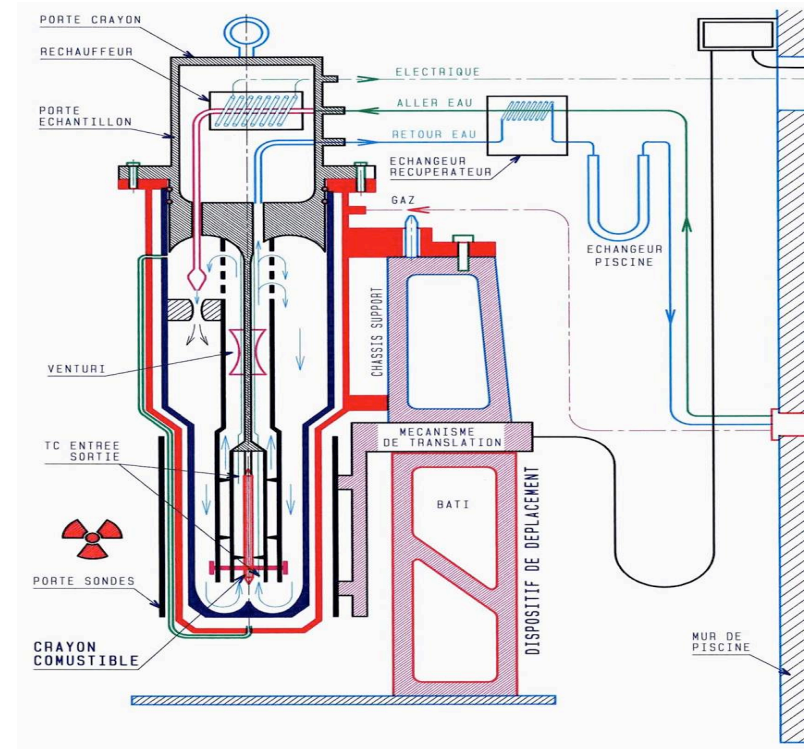 PORTE CRAYON
RECHAUFFEUR
PORTE
ECHANTILLON
ELECTRIQUE
ALLER EAU
RETOUR EAU
ECHANGEUR
RECUPERATEUR
GAZ
ECHANGEUR
PISCINE
CHASSIS SUPPORT
VENTURI
MECANISME
DE TRANSLATION
TC ENTREE
SORTIE
BATI
DISPOSITIF DE DEPLACEMENT
PORTE SONDES
CRAYON
COMUSTIBLE
MUR DE
PISCINE